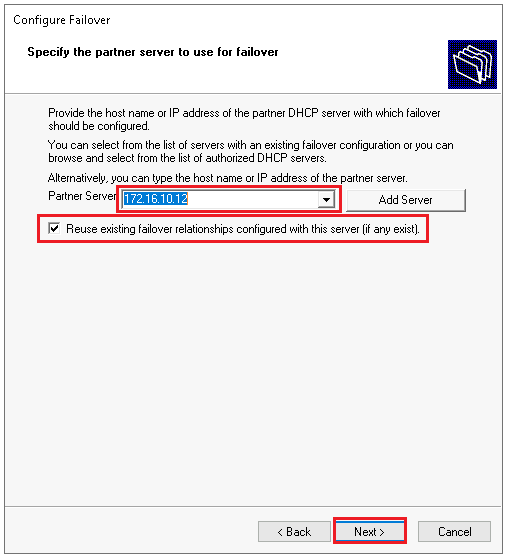 Configure Failover
Specify the partner server to use for failover
Provide the host name or IP address of the partner DHCP server with which failover
should be configured.
You can select from the list of servers with an existing failover configuration or you can
browse and select from the list of authorized DHCP servers.
Alternatively, you can type the host name or IP address of the partner server.
Partner Server 172.16.10.12 Add Server
Reuse existing failover relationships configured with this server (if any exist).
< Back Next > Cancel